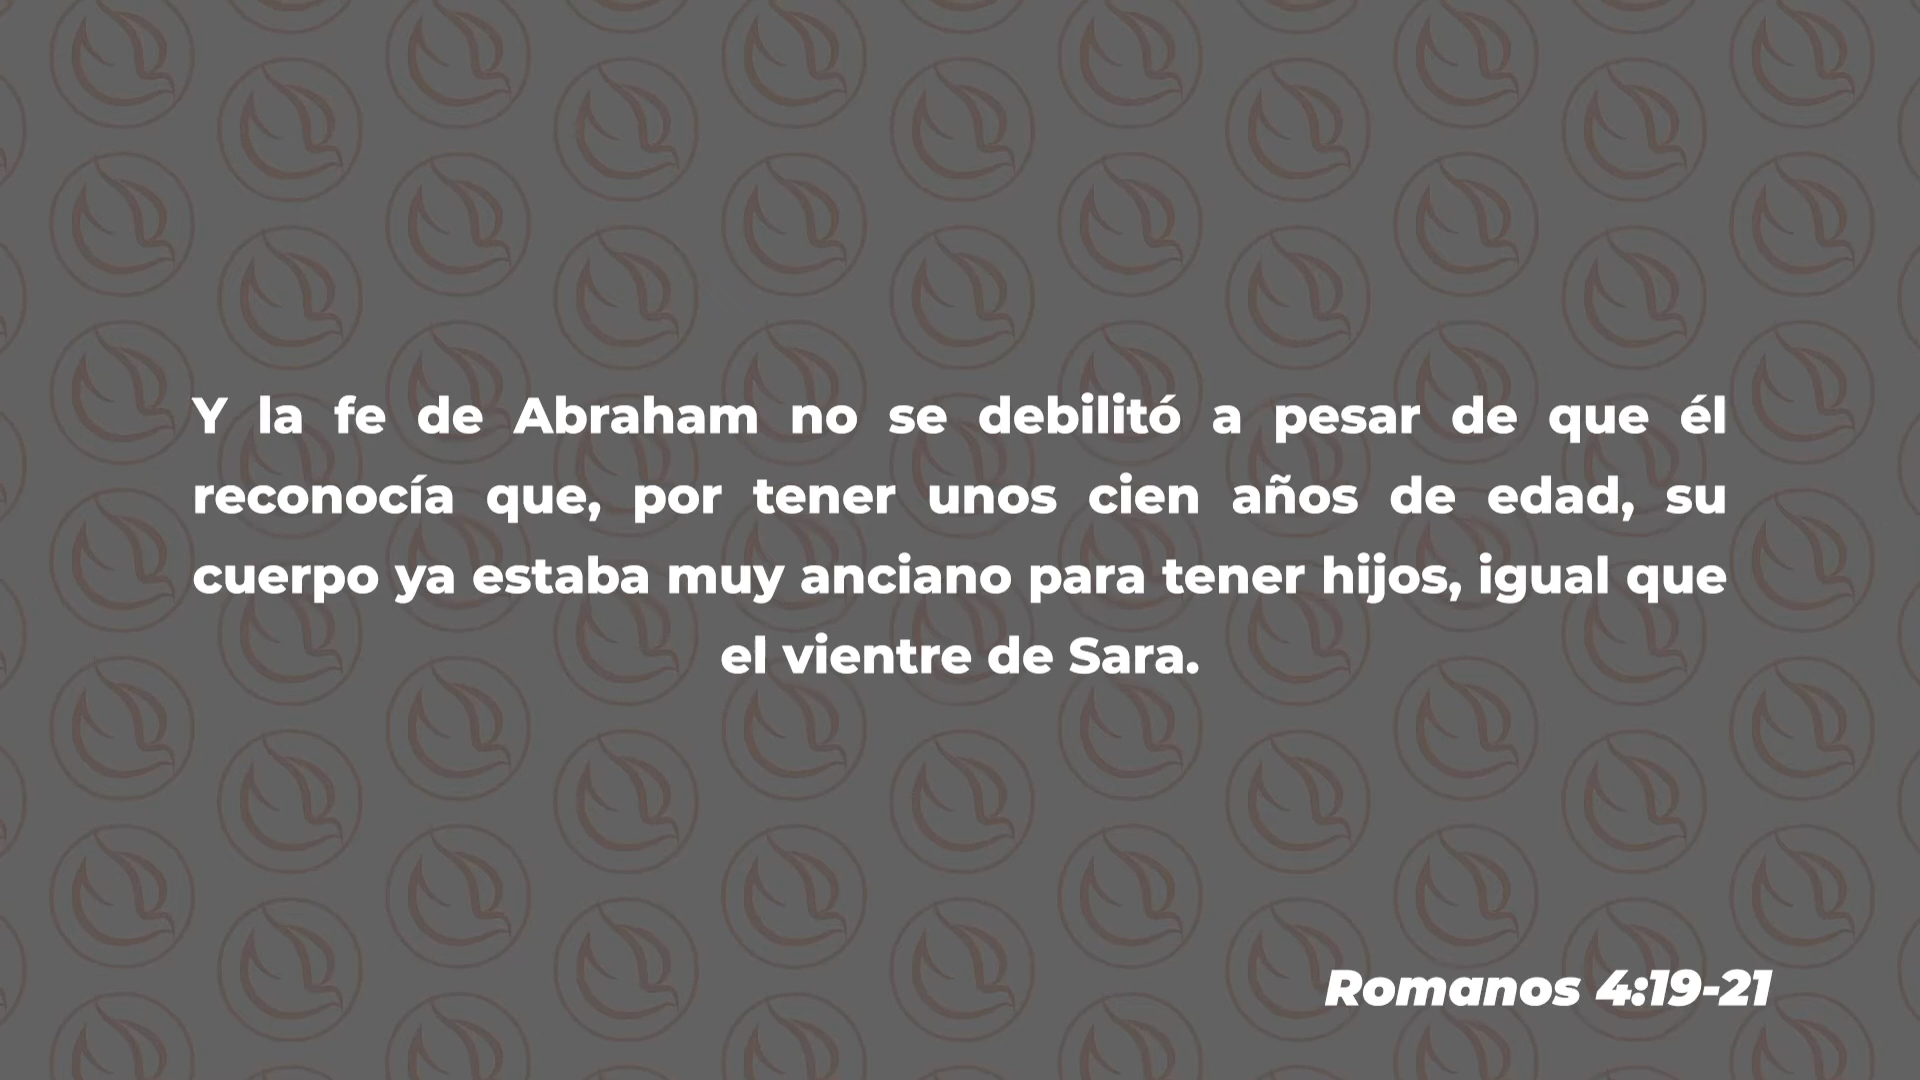 Y la fe de Abraham no se debilitó a pesar de que él
reconocía que, por tener unos cien años de edad, su
cuerpo ya estaba muy anciano para tener hijos, igual que
el vientre de Sara.
Romanos 4:19-21